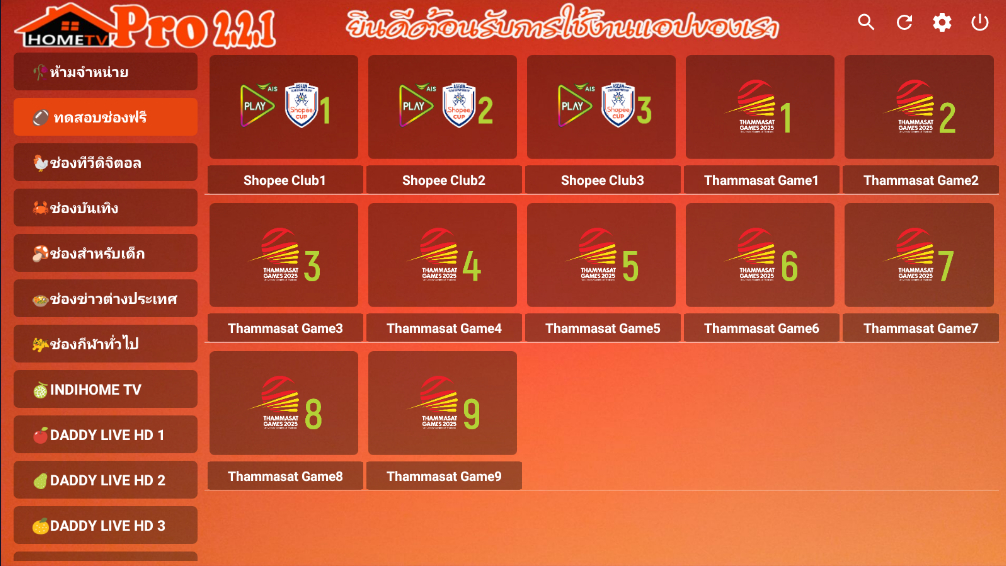 HOMETV Pro 2.2.1
ยินดีต้อนรับการใช้งานแอปของเรา
ห้ามจำหน่าย
ทดสอบช่องฟรี
ช่องทีวีดิจิตอล
ช่องบันเทิง
ช่องสำหรับเด็ก
ช่องข่าวต่างประเทศ
ช่องกีฬาทั่วไป
INDIHOME TV
DADDY LIVE HD 1
DADDY LIVE HD 2
DADDY LIVE HD 3
AIS PLAY Shopee CUP 1
AIS PLAY Shopee CUP 2
AIS PLAY Shopee CUP 3
THAMMASAT GAMES 2025 1
THAMMASAT GAMES 2025 2
Shopee Club1
Shopee Club2
Shopee Club3
Thammasat Game1
Thammasat Game2
THAMMASAT GAMES 2025 3
THAMMASAT GAMES 2025 4
THAMMASAT GAMES 2025 5
THAMMASAT GAMES 2025 6
THAMMASAT GAMES 2025 7
Thammasat Game3
Thammasat Game4
Thammasat Game5
Thammasat Game6
Thammasat Game7
THAMMASAT GAMES 2025 8
THAMMASAT GAMES 2025 9
Thammasat Game8
Thammasat Game9